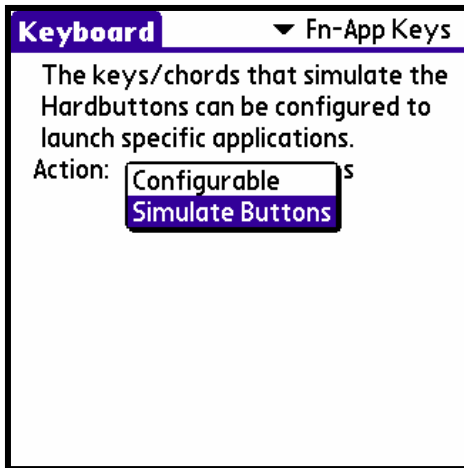 Keyboard
Fn-App Keys
The keys/chords that simulate the
Hardbuttons can be configured to
launch specific applications.
Action:
s
Configurable
Simulate Buttons